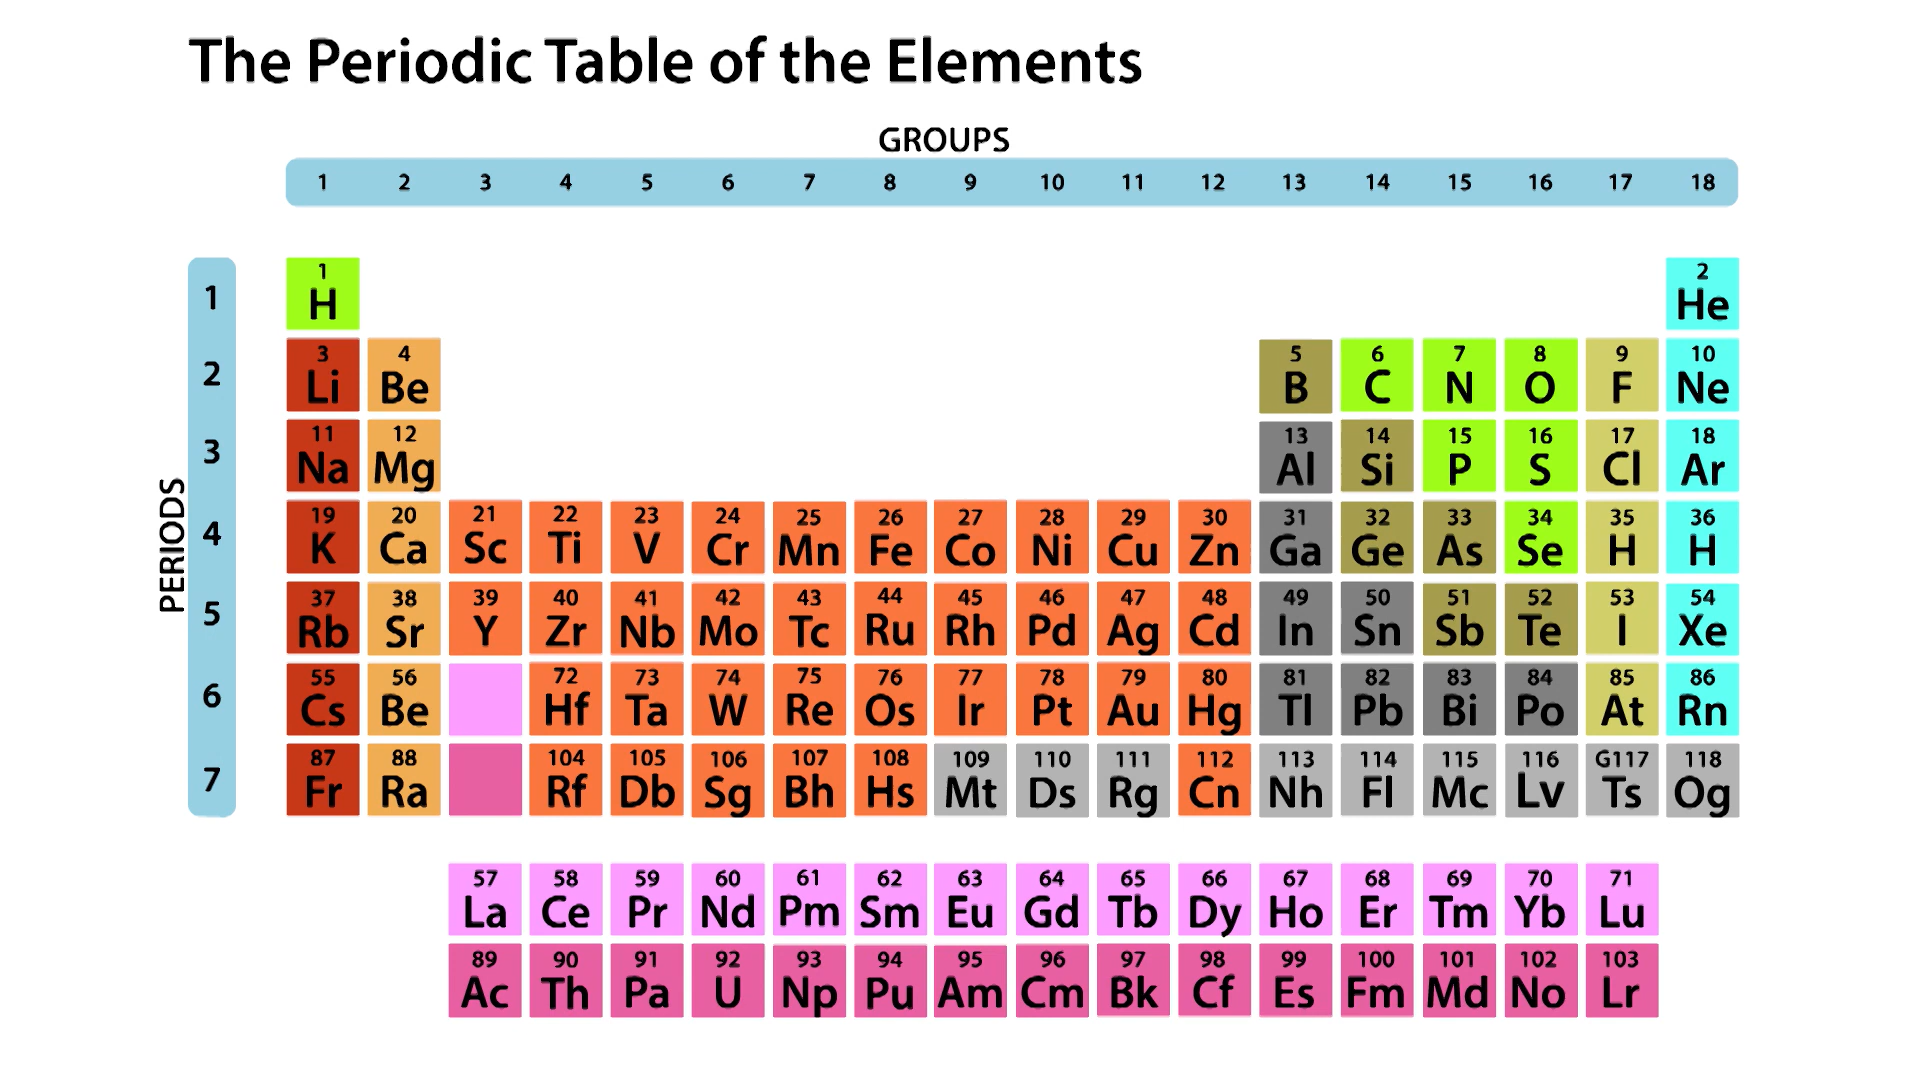 The Periodic Table of the Elements
GROUPS
1 2 3 4 5 6 7 8 9 10 11 12 13 14 15 16 17 18
PERIODS
1 1 2
H He
2 3 4 5 6 7 8 9 10
Li Be B C N O F Ne
3 11 12 13 14 15 16 17 18
Na Mg Al Si P S Cl Ar
4 19 20 21 22 23 24 25 26 27 28 29 30 31 32 33 34 35 36
K Ca Sc Ti V Cr Mn Fe Co Ni Cu Zn Ga Ge As Se H H
5 37 38 39 40 41 42 43 44 45 46 47 48 49 50 51 52 53 54
Rb Sr Y Zr Nb Mo Tc Ru Rh Pd Ag Cd In Sn Sb Te I Xe
6 55 56 72 73 74 75 76 77 78 79 80 81 82 83 84 85 86
Cs Be Hf Ta W Re Os Ir Pt Au Hg Tl Pb Bi Po At Rn
7 87 88 104 105 106 107 108 109 110 111 112 113 114 115 116 G117 118
Fr Ra Rf Db Sg Bh Hs Mt Ds Rg Cn Nh Fl Mc Lv Ts Og
57 58 59 60 61 62 63 64 65 66 67 68 69 70 71
La Ce Pr Nd Pm Sm Eu Gd Tb Dy Ho Er Tm Yb Lu
89 90 91 92 93 94 95 96 97 98 99 100 101 102 103
Ac Th Pa U Np Pu Am Cm Bk Cf Es Fm Md No Lr